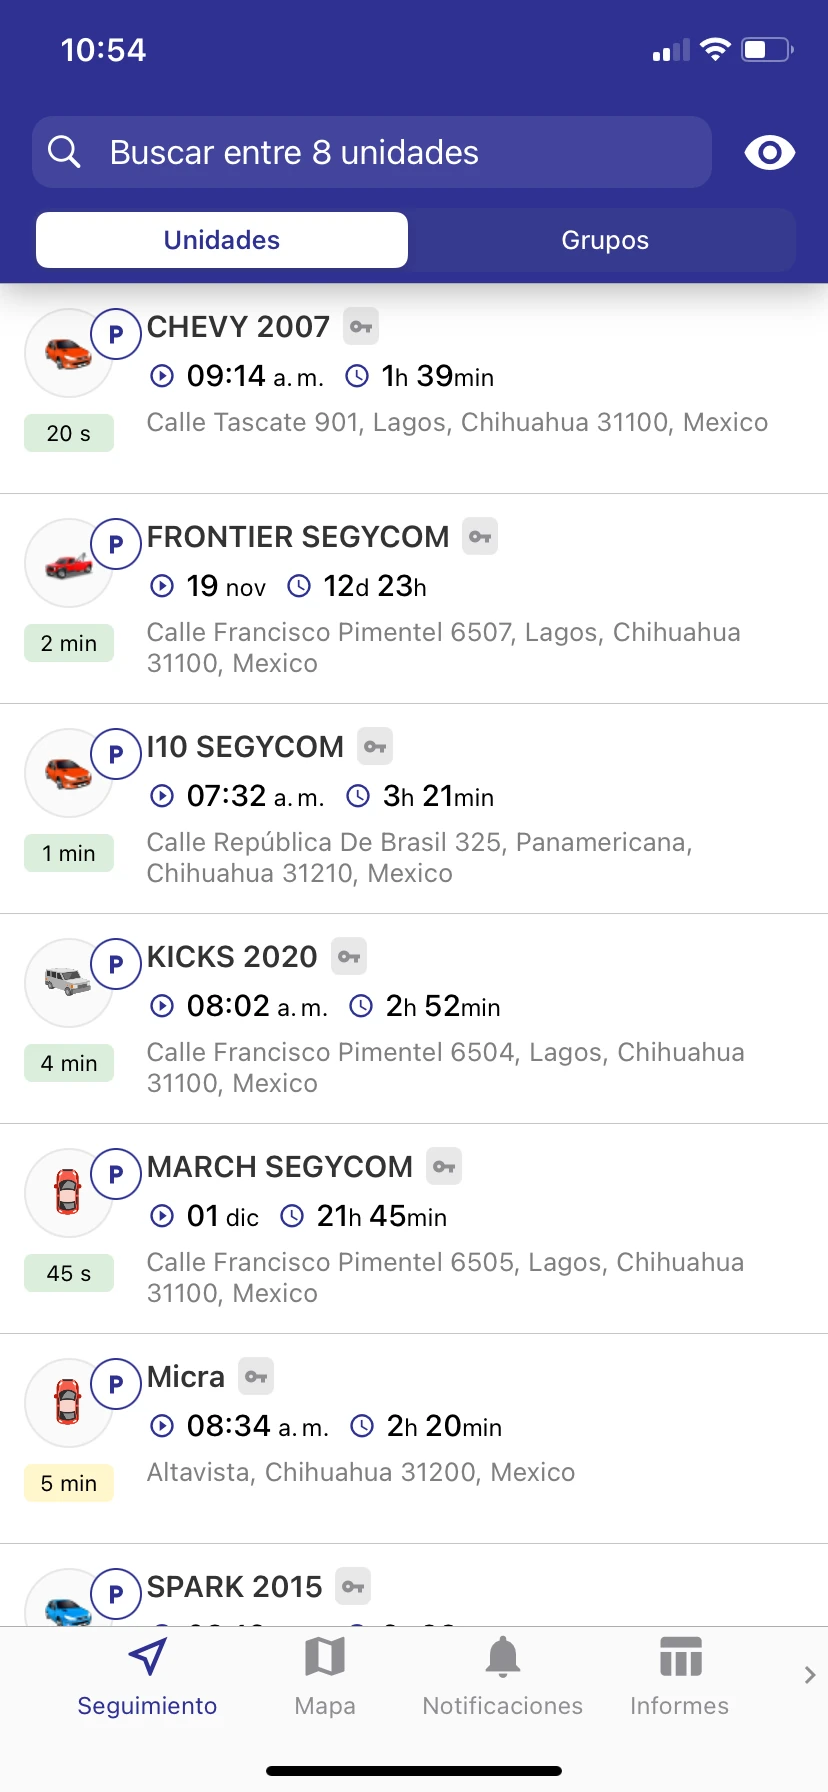 10:54
Buscar entre 8 unidades
Unidades
Grupos
P
CHEVY 2007
09:14 a. m. 1h 39min
20 s
Calle Tascate 901, Lagos, Chihuahua 31100, Mexico
P
FRONTIER SEGYCOM
19 nov 12d 23h
2 min
Calle Francisco Pimentel 6507, Lagos, Chihuahua
31100, Mexico
P
I10 SEGYCOM
07:32 a. m. 3h 21min
1 min
Calle República De Brasil 325, Panamericana,
Chihuahua 31210, Mexico
P
KICKS 2020
08:02 a. m. 2h 52min
4 min
Calle Francisco Pimentel 6504, Lagos, Chihuahua
31100, Mexico
P
MARCH SEGYCOM
01 dic 21h 45min
45 s
Calle Francisco Pimentel 6505, Lagos, Chihuahua
31100, Mexico
P
Micra
08:34 a. m. 2h 20min
5 min
Altavista, Chihuahua 31200, Mexico
P
SPARK 2015
Seguimiento
Mapa
Notificaciones
Informes